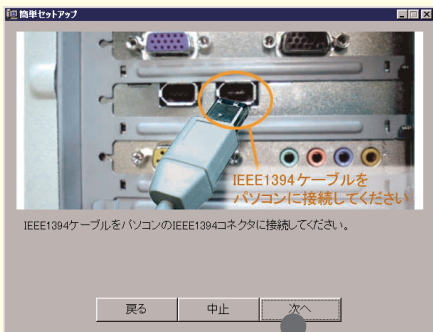 簡単セットアップ
IEEE1394ケーブルを
パソコンに接続してください
IEEE1394ケーブルをパソコンのIEEE1394コネクタに接続してください。
戻る
中止
次へ